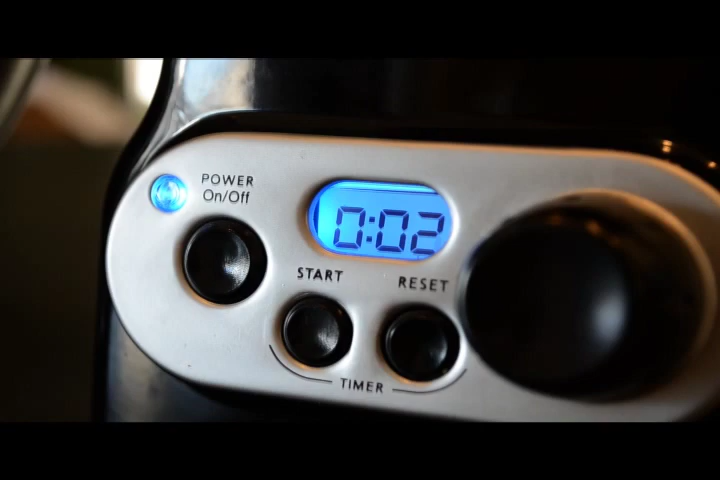 POWER
On/Off
0:02
START
RESET
TIMER